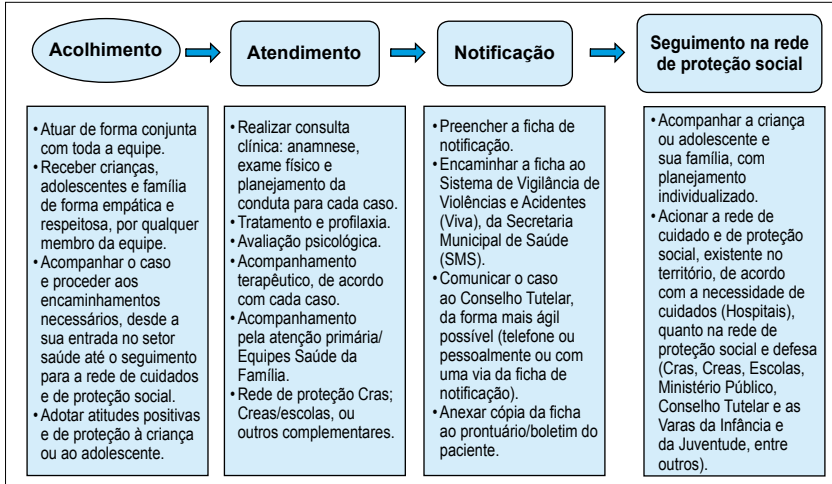 Acolhimento
Atendimento
Notificação
Seguimento na rede
de proteção social
• Atuar de forma conjunta
com toda a equipe.
• Receber crianças,
adolescentes e família
de forma empática e
respeitosa, por qualquer
membro da equipe.
• Acompanhar o caso
e proceder aos
encaminhamentos
necessários, desde a
sua entrada no setor
saúde até o seguimento
para a rede de cuidados
e de proteção social.
• Adotar atitudes positivas
e de proteção à criança
ou ao adolescente.
• Realizar consulta
clínica: anamnese,
exame físico e
planejamento da
conduta para cada caso.
• Tratamento e profilaxia.
• Avaliação psicológica.
• Acompanhamento
terapêutico, de acordo
com cada caso.
• Acompanhamento
pela atenção primária/
Equipes Saúde da
Família.
• Rede de proteção Cras;
Creas/escolas, ou
outros complementares.
• Preencher a ficha de
notificação.
• Encaminhar a ficha ao
Sistema de Vigilância de
Violências e Acidentes
(Viva), da Secretaria
Municipal de Saúde
(SMS).
• Comunicar o caso
ao Conselho Tutelar,
da forma mais ágil
possível (telefone ou
pessoalmente ou com
uma via da ficha de
notificação).
• Anexar cópia da ficha
ao prontuário/boletim do
paciente.
• Acompanhar a criança
ou adolescente e
sua família, com
planejamento
individualizado.
• Acionar a rede de
cuidado e de proteção
social, existente no
território, de acordo
com a necessidade de
cuidados (Hospitais),
quanto na rede de
proteção social e defesa
(Cras, Creas, Escolas,
Ministério Público,
Conselho Tutelar e as
Varas da Infância e
da Juventude, entre
outros).